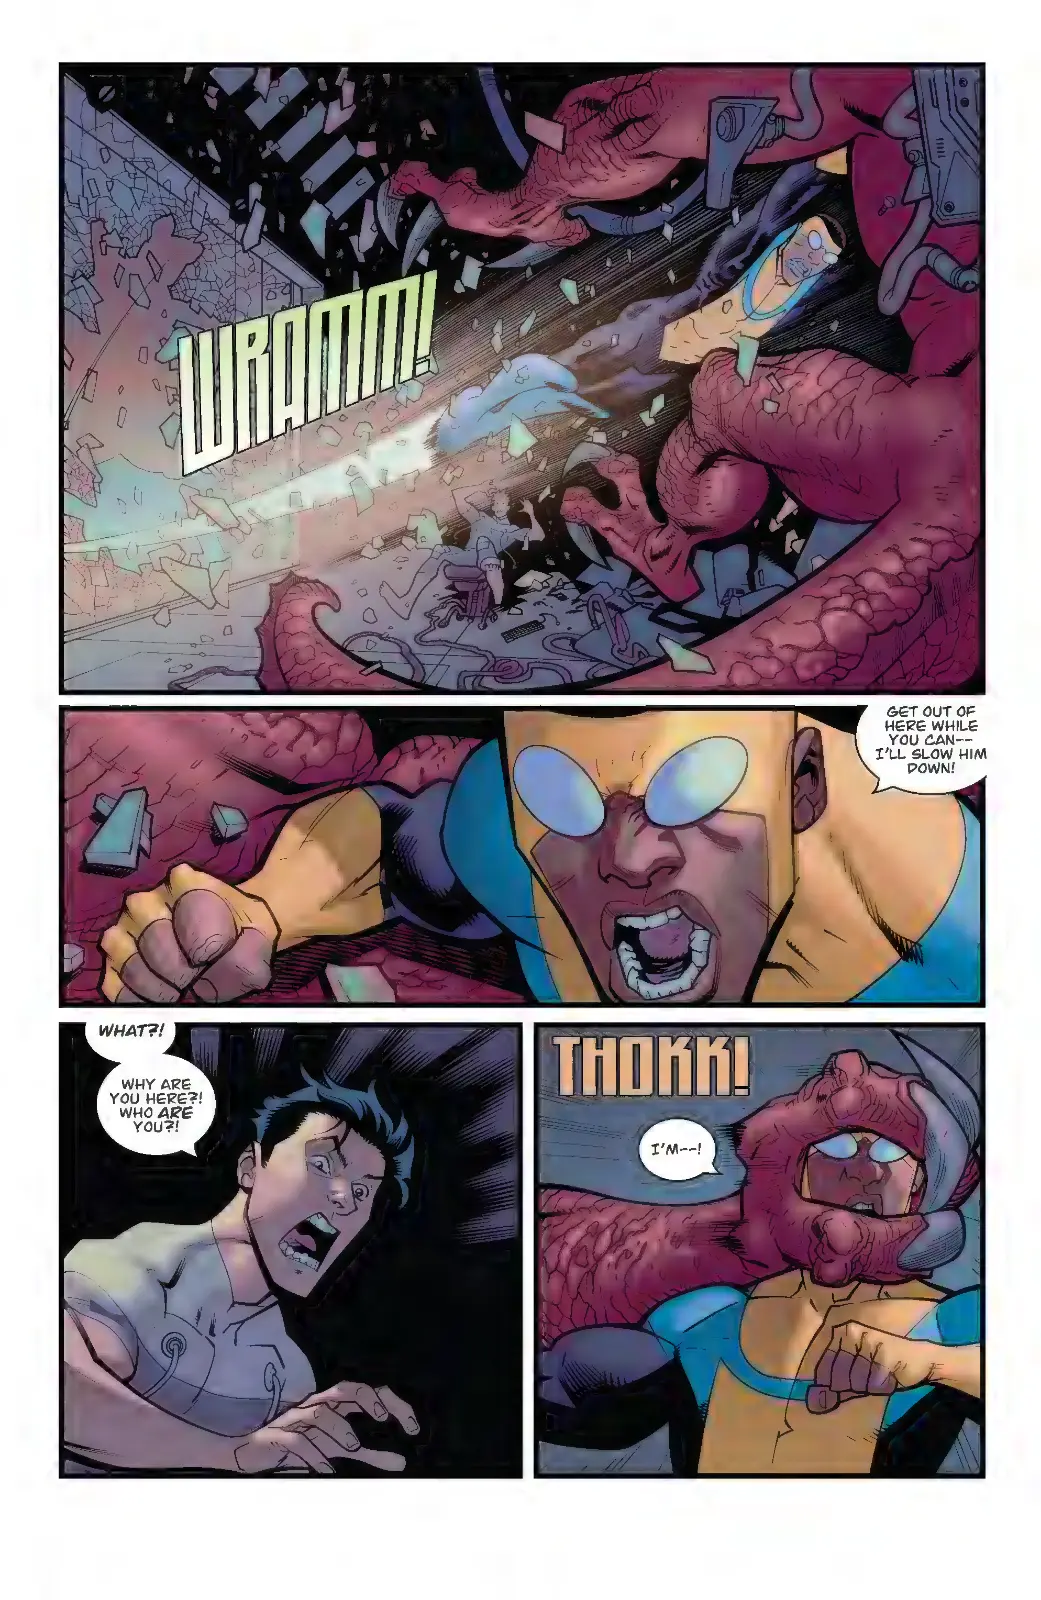 WRAMM!
GET OUT OF
HERE WHILE
YOU CAN--
I'LL SLOW HIM
DOWN!
WHAT?!
WHY ARE
YOU HERE?!
WHO ARE
YOU?!
THOKK!
I'M--!